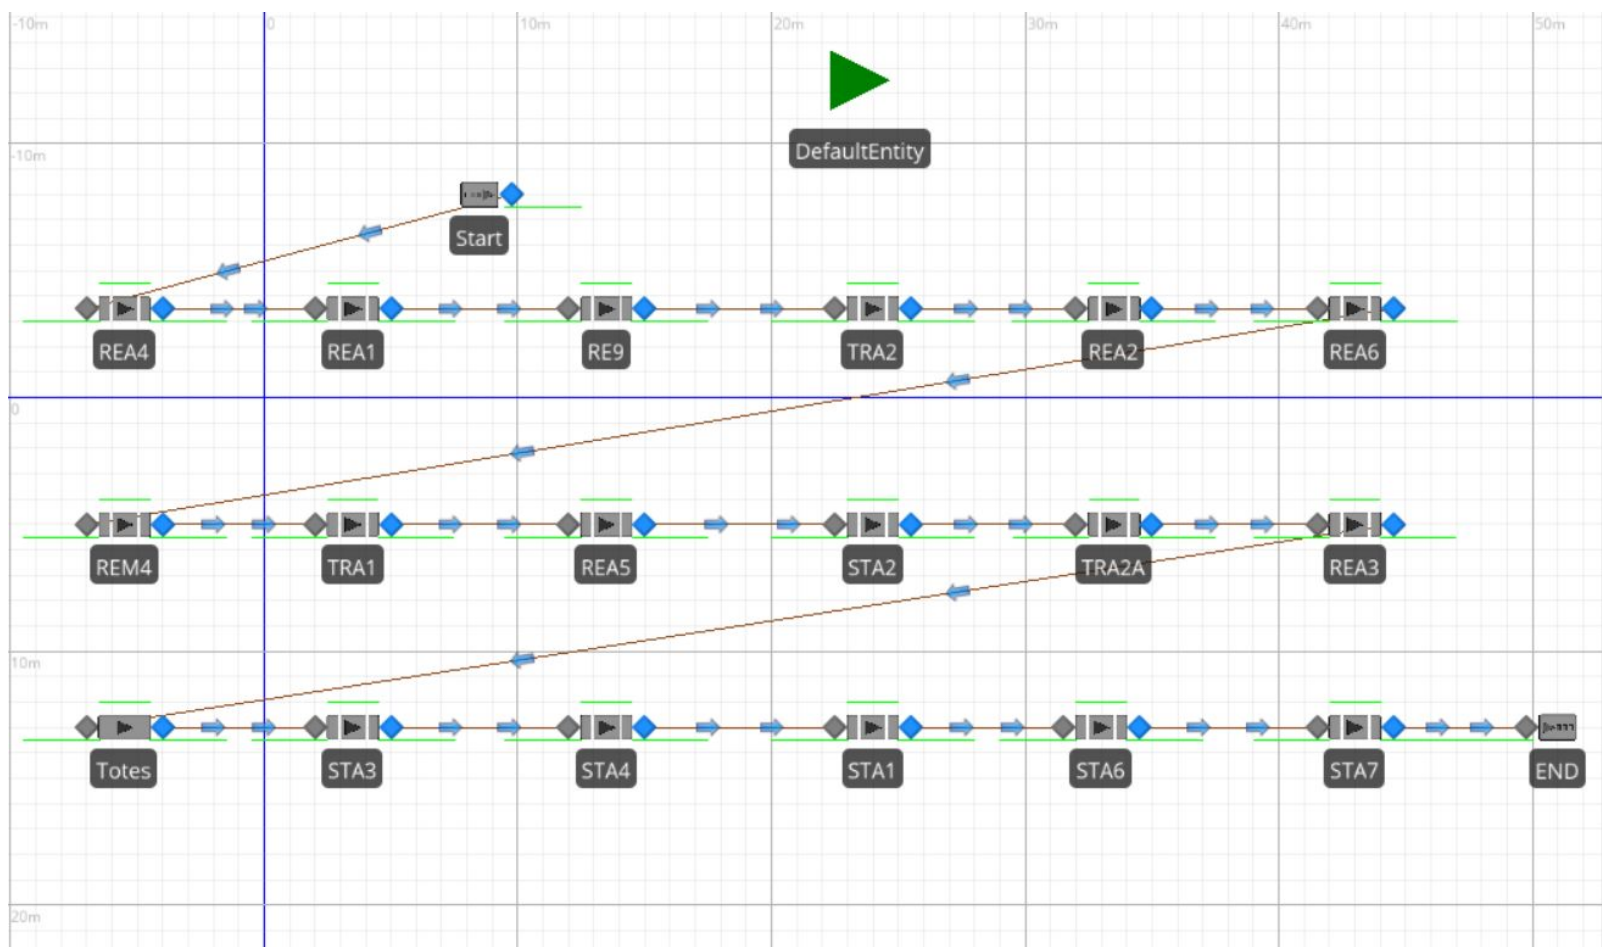 -10m
0
10m
20m
30m
40m
50m
DefaultEntity
-10m
Start
REA4
REA1
RE9
TRA2
REA2
REA6
0
REM4
TRA1
REA5
STA2
TRA2A
REA3
10m
Totes
STA3
STA4
STA1
STA6
STA7
END
20m